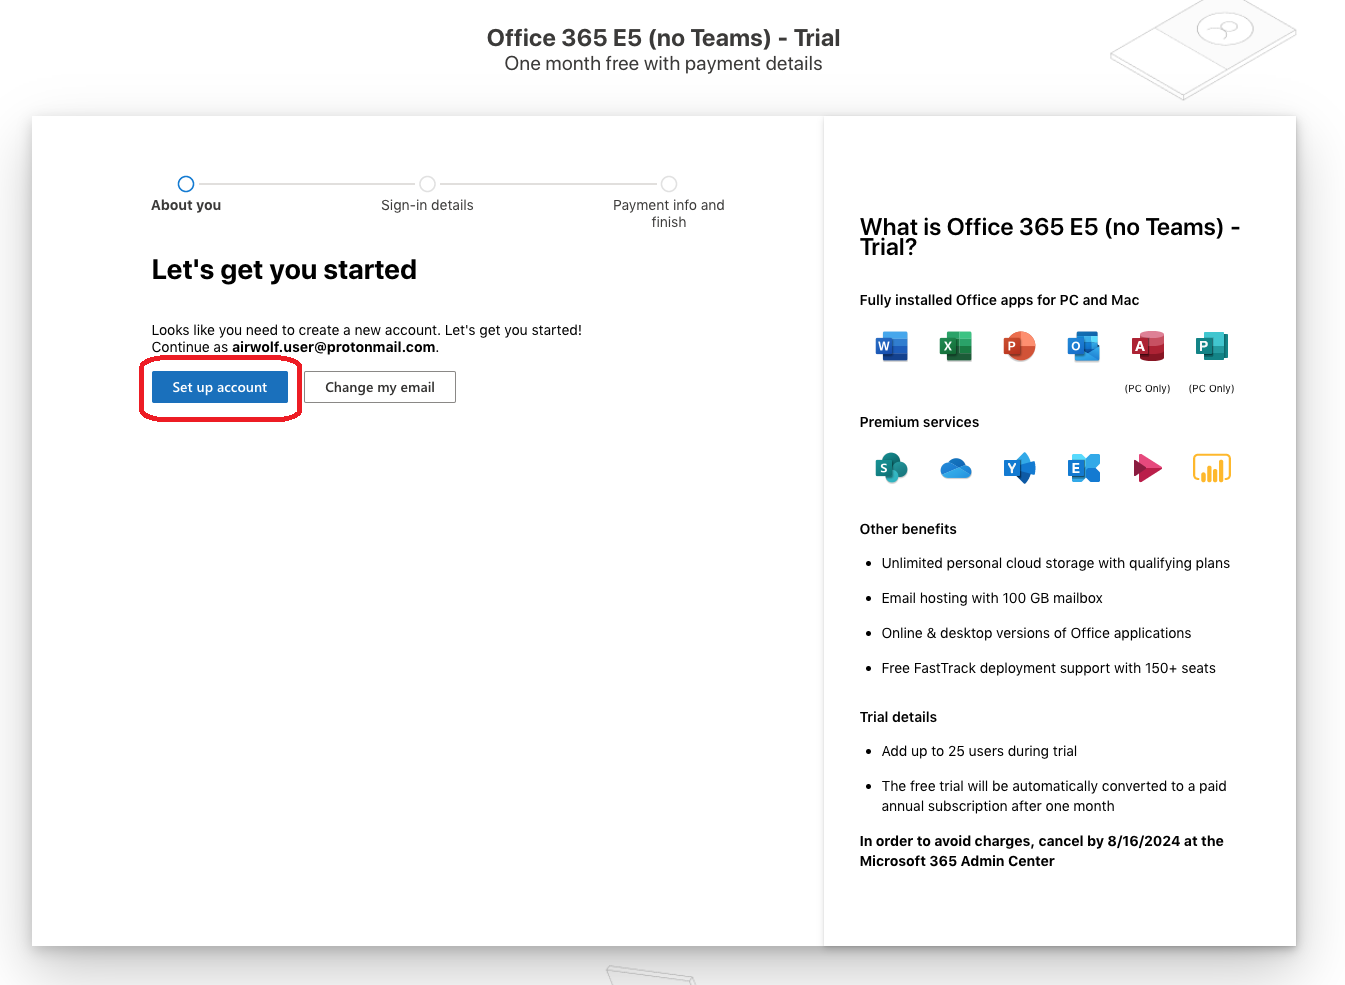 Office 365 E5 (no Teams) - Trial
One month free with payment details
About you
Sign-in details
Payment info and
finish
Let's get you started
Looks like you need to create a new account. Let's get you started!
Continue as airwolf.user@protonmail.com.
Set up account
Change my email
What is Office 365 E5 (no Teams) -
Trial?
Fully installed Office apps for PC and Mac
W X P O A P
(PC Only) (PC Only)
Premium services
S Y E
Other benefits
• Unlimited personal cloud storage with qualifying plans
• Email hosting with 100 GB mailbox
• Online & desktop versions of Office applications
• Free FastTrack deployment support with 150+ seats
Trial details
• Add up to 25 users during trial
• The free trial will be automatically converted to a paid
annual subscription after one month
In order to avoid charges, cancel by 8/16/2024 at the
Microsoft 365 Admin Center